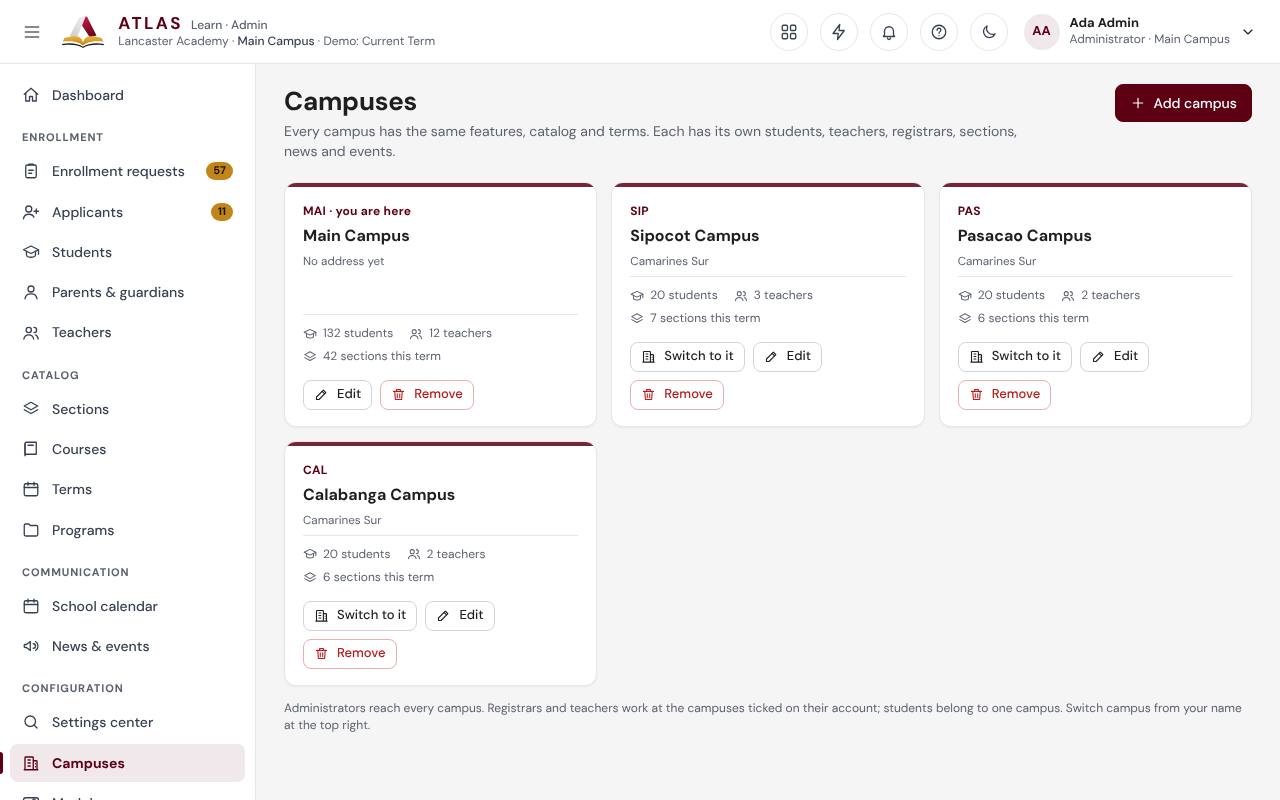 ATLAS Learn · Admin
Lancaster Academy · Main Campus · Demo: Current Term
AA
Ada Admin
Administrator · Main Campus
Dashboard
ENROLLMENT
Enrollment requests 57
Applicants 11
Students
Parents & guardians
Teachers
CATALOG
Sections
Courses
Terms
Programs
COMMUNICATION
School calendar
News & events
CONFIGURATION
Settings center
Campuses
Campuses
Add campus
Every campus has the same features, catalog and terms. Each has its own students, teachers, registrars, sections,
news and events.
MAI · you are here
Main Campus
No address yet
132 students 12 teachers
42 sections this term
Edit Remove
SIP
Sipocot Campus
Camarines Sur
20 students 3 teachers
7 sections this term
Switch to it Edit
Remove
PAS
Pasacao Campus
Camarines Sur
20 students 2 teachers
6 sections this term
Switch to it Edit
Remove
CAL
Calabanga Campus
Camarines Sur
20 students 2 teachers
6 sections this term
Switch to it Edit
Remove
Administrators reach every campus. Registrars and teachers work at the campuses ticked on their account; students belong to one campus. Switch campus from your name
at the top right.